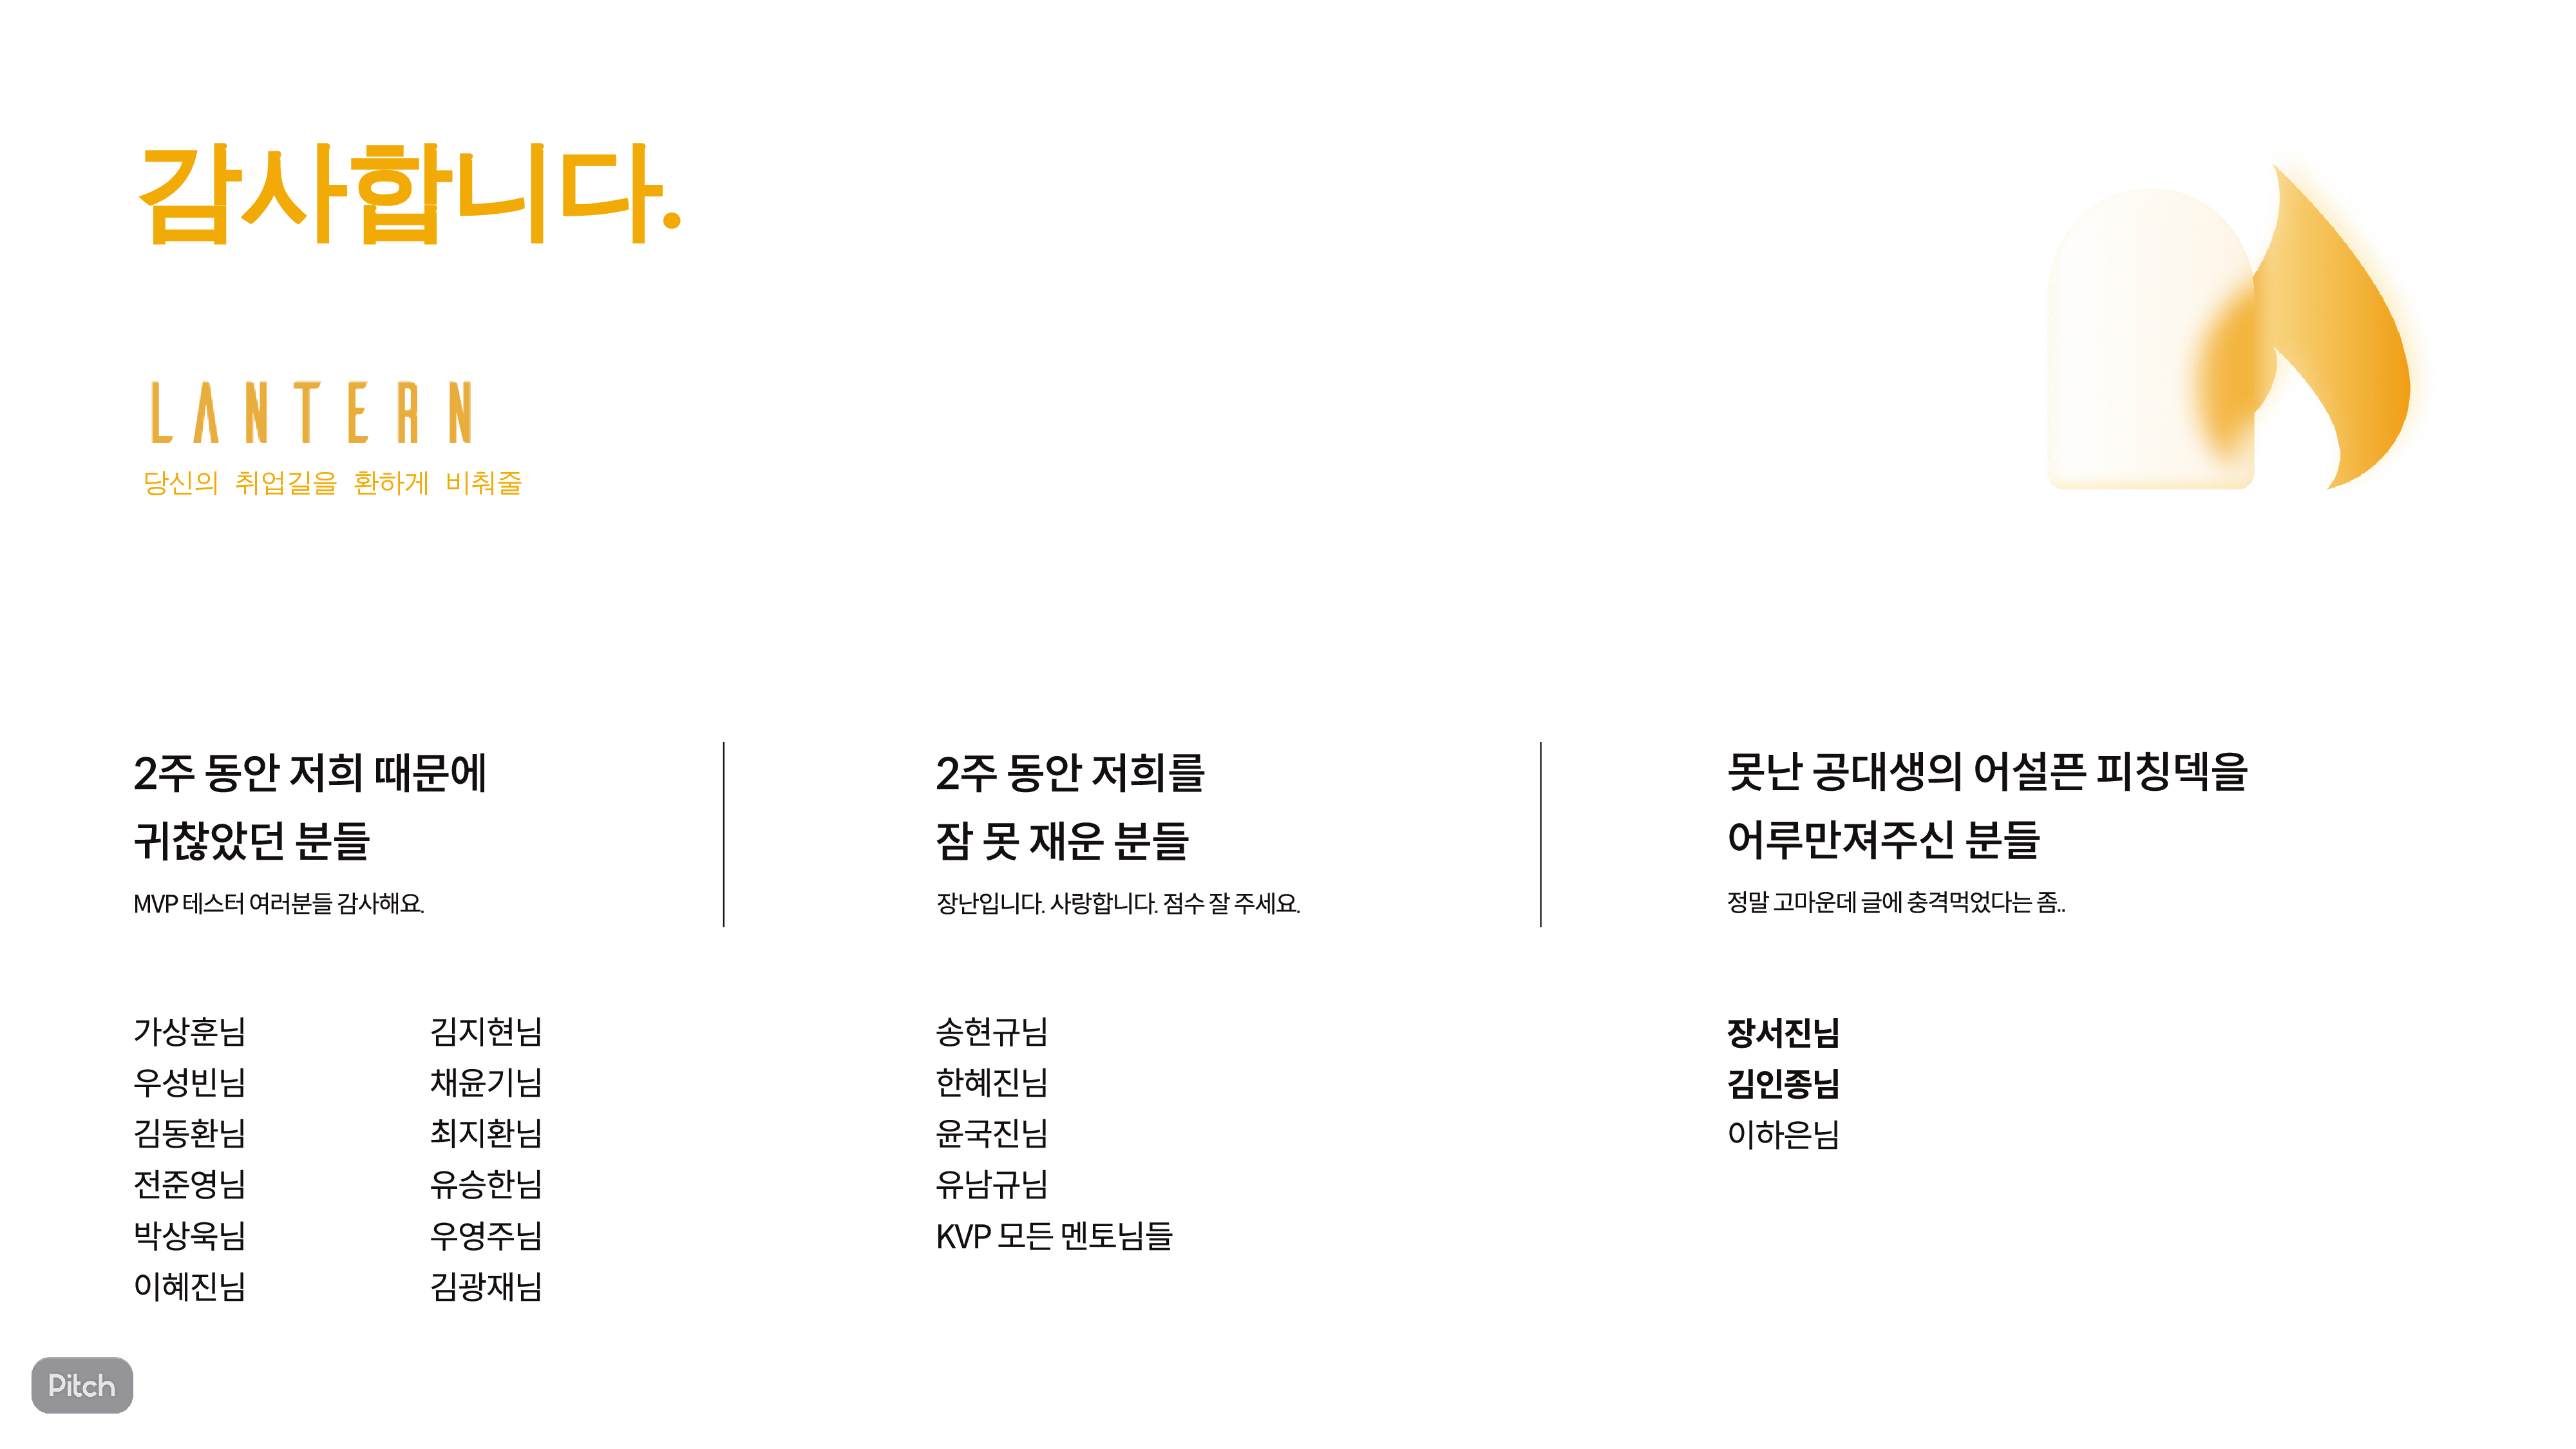 감사합니다.
LANTERN
당신의 취업길을 환하게 비춰줄
2주 동안 저희 때문에
귀찮았던 분들
MVP 테스터 여러분들 감사해요.
가상훈님
우성빈님
김동환님
전준영님
박상욱님
이혜진님
김지현님
채윤기님
최지환님
유승한님
우영주님
김광재님
2주 동안 저희를
잠 못 재운 분들
장난입니다. 사랑합니다. 점수 잘 주세요.
송현규님
한혜진님
윤국진님
유남규님
KVP 모든 멘토님들
못난 공대생의 어설픈 피칭덱을
어루만져주신 분들
정말 고마운데 글에 충격먹었다는 좀..
장서진님
김인종님
이하은님
Pitch